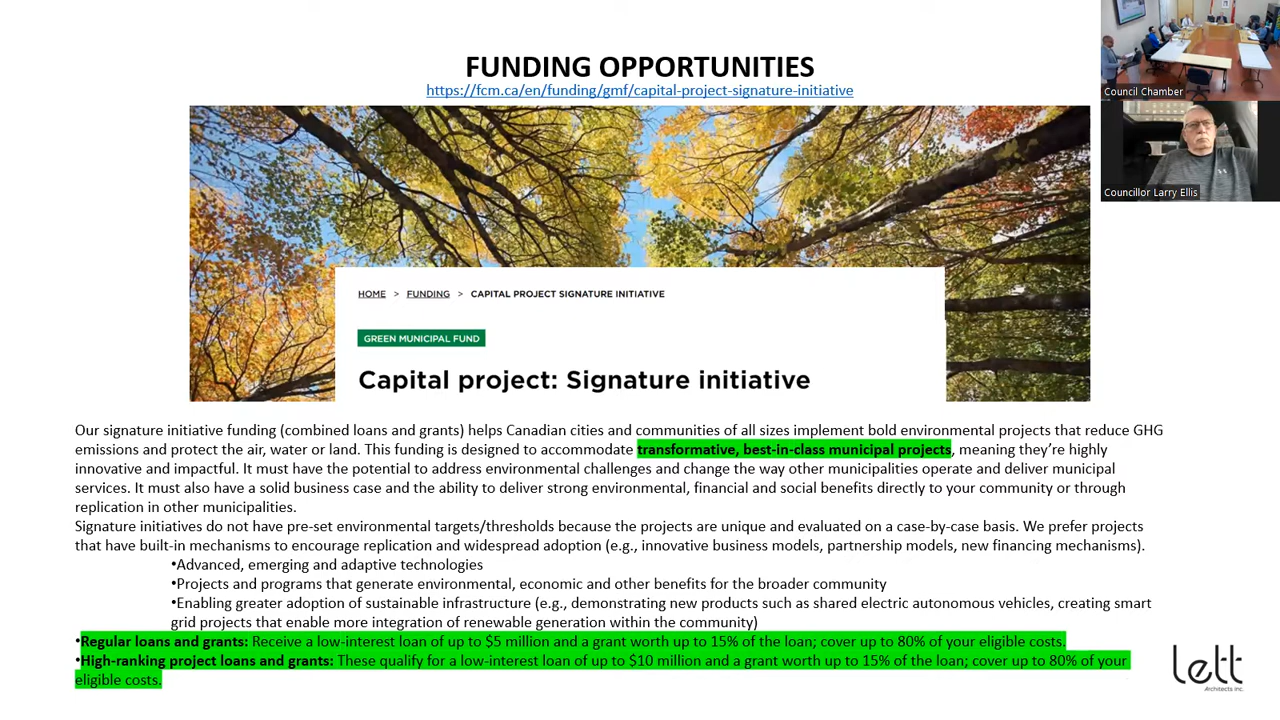 FUNDING OPPORTUNITIES
https://fcm.ca/en/funding/gmf/capital-project-signature-initiative
Council Chamber
Councillor Larry Ellis
HOME > FUNDING > CAPITAL PROJECT SIGNATURE INITIATIVE
GREEN MUNICIPAL FUND
Capital project: Signature initiative
Our signature initiative funding (combined loans and grants) helps Canadian cities and communities of all sizes implement bold environmental projects that reduce GHG
emissions and protect the air, water or land. This funding is designed to accommodate transformative, best-in-class municipal projects, meaning they're highly
innovative and impactful. It must have the potential to address environmental challenges and change the way other municipalities operate and deliver municipal
services. It must also have a solid business case and the ability to deliver strong environmental, financial and social benefits directly to your community or through
replication in other municipalities.
Signature initiatives do not have pre-set environmental targets/thresholds because the projects are unique and evaluated on a case-by-case basis. We prefer projects
that have built-in mechanisms to encourage replication and widespread adoption (e.g., innovative business models, partnership models, new financing mechanisms).
•Advanced, emerging and adaptive technologies
•Projects and programs that generate environmental, economic and other benefits for the broader community
•Enabling greater adoption of sustainable infrastructure (e.g., demonstrating new products such as shared electric autonomous vehicles, creating smart
grid projects that enable more integration of renewable generation within the community)
•Regular loans and grants: Receive a low-interest loan of up to $5 million and a grant worth up to 15% of the loan; cover up to 80% of your eligible costs.
•High-ranking project loans and grants: These qualify for a low-interest loan of up to $10 million and a grant worth up to 15% of the loan; cover up to 80% of your
eligible costs.
lett
Architects inc.